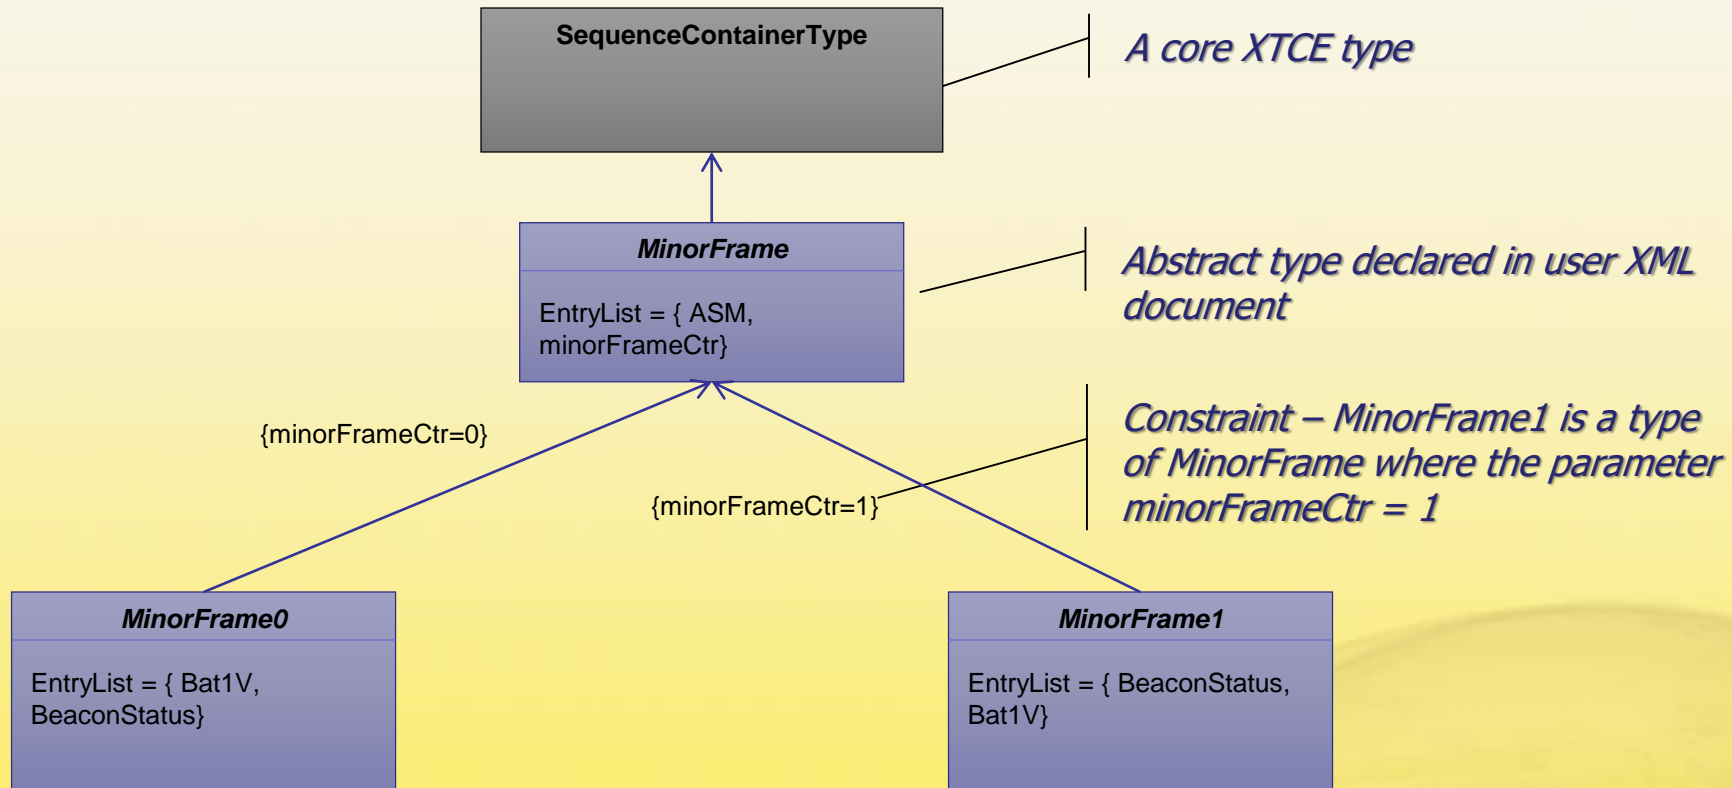 SequenceContainerType
A core XTCE type
MinorFrame
EntryList = { ASM,
minorFrameCtr}
Abstract type declared in user XML
document
{minorFrameCtr=0}
{minorFrameCtr=1}
Constraint – MinorFrame1 is a type
of MinorFrame where the parameter
minorFrameCtr = 1
MinorFrame0
EntryList = { Bat1V,
BeaconStatus}
MinorFrame1
EntryList = { BeaconStatus,
Bat1V}